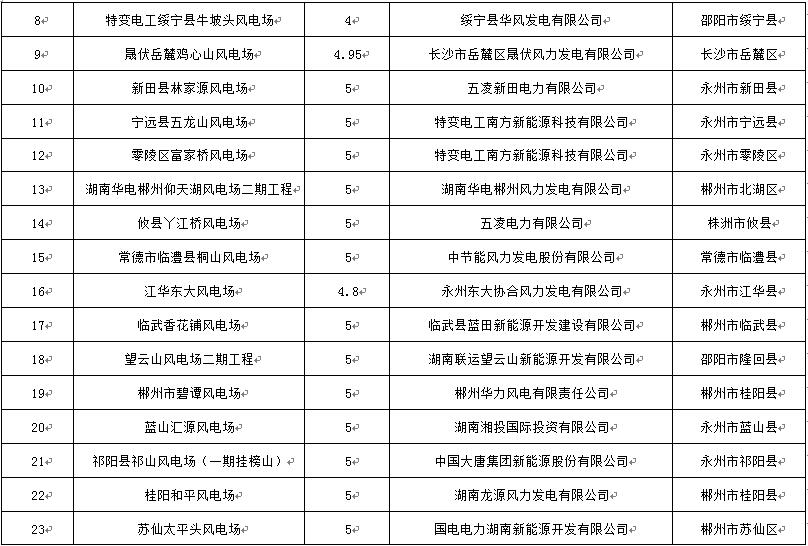 8 特变电工绥宁县牛坡头风电场 4 绥宁县华风发电有限公司 邵阳市绥宁县
9 晟伏岳麓鸡心山风电场 4.95 长沙市岳麓区晟伏风力发电有限公司 长沙市岳麓区
10 新田县林家源风电场 5 五凌新田电力有限公司 永州市新田县
11 宁远县五龙山风电场 5 特变电工南方新能源科技有限公司 永州市宁远县
12 零陵区富家桥风电场 5 特变电工南方新能源科技有限公司 永州市零陵区
13 湖南华电郴州仰天湖风电场二期工程 5 湖南华电郴州风力发电有限公司 郴州市北湖区
14 攸县丫江桥风电场 5 五凌电力有限公司 株洲市攸县
15 常德市临澧县桐山风电场 5 中节能风力发电股份有限公司 常德市临澧县
16 江华东大风电场 4.8 永州东大协合风力发电有限公司 永州市江华县
17 临武香花铺风电场 5 临武县蓝田新能源开发建设有限公司 郴州市临武县
18 望云山风电场二期工程 5 湖南联运望云山新能源开发有限公司 邵阳市隆回县
19 郴州市碧谭风电场 5 郴州华力风电有限责任公司 郴州市桂阳县
20 蓝山汇源风电场 5 湖南湘投国际投资有限公司 永州市蓝山县
21 祁阳县祁山风电场（一期挂榜山） 5 中国大唐集团新能源股份有限公司 永州市祁阳县
22 桂阳和平风电场 5 湖南龙源风力发电有限公司 郴州市桂阳县
23 苏仙太平头风电场 5 国电电力湖南新能源开发有限公司 郴州市苏仙区